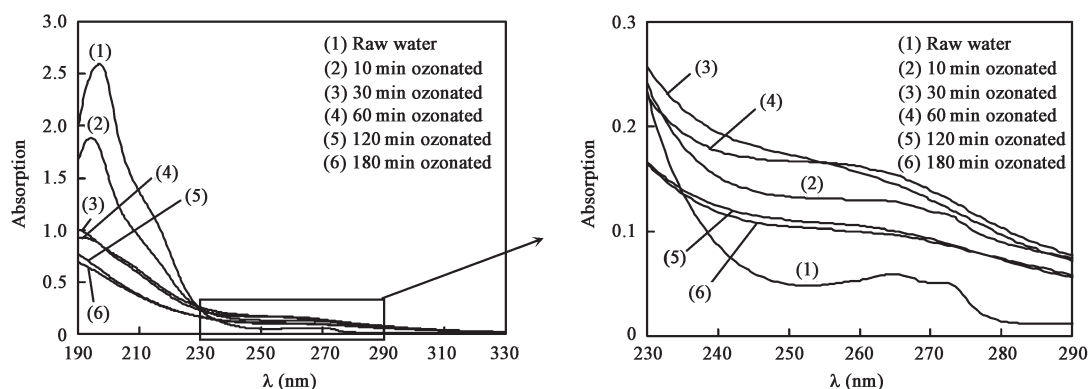 3.0
2.5
2.0
1.5
1.0
0.5
0
Absorption
190 210 230 250 270 290 310 330
λ (nm)
(1)
(2)
(3)
(4)
(5)
(6)
(1) Raw water
(2) 10 min ozonated
(3) 30 min ozonated
(4) 60 min ozonated
(5) 120 min ozonated
(6) 180 min ozonated
0.3
0.2
0.1
0
Absorption
230 240 250 260 270 280 290
λ (nm)
(3)
(4)
(2)
(5)
(6)
(1)
(1) Raw water
(2) 10 min ozonated
(3) 30 min ozonated
(4) 60 min ozonated
(5) 120 min ozonated
(6) 180 min ozonated